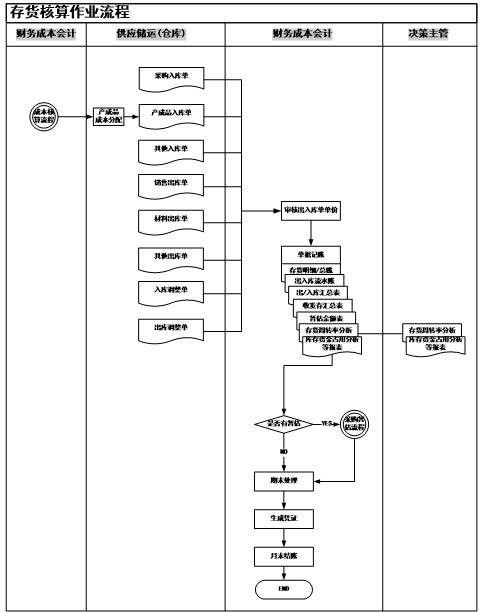 存货核算作业流程
财务成本会计
供应储运(仓库)
财务成本会计
决策主管
采购入库单
成本核
算流程
产成品
成本分配
产成品入库单
其他入库单
销售出库单
材料出库单
其他出库单
入库调整单
出库调整单
审核出入库单单价
单据记账
存货明细/总账
出入库流水账
出/入库汇总表
收发存汇总表
暂估余额表
存货周转率分析
库存资金占用分析
等报表
存货周转率分析
库存资金占用分析
等报表
是否有暂估
YES
采购暂
估流程
NO
期末处理
生成凭证
月末结账
END